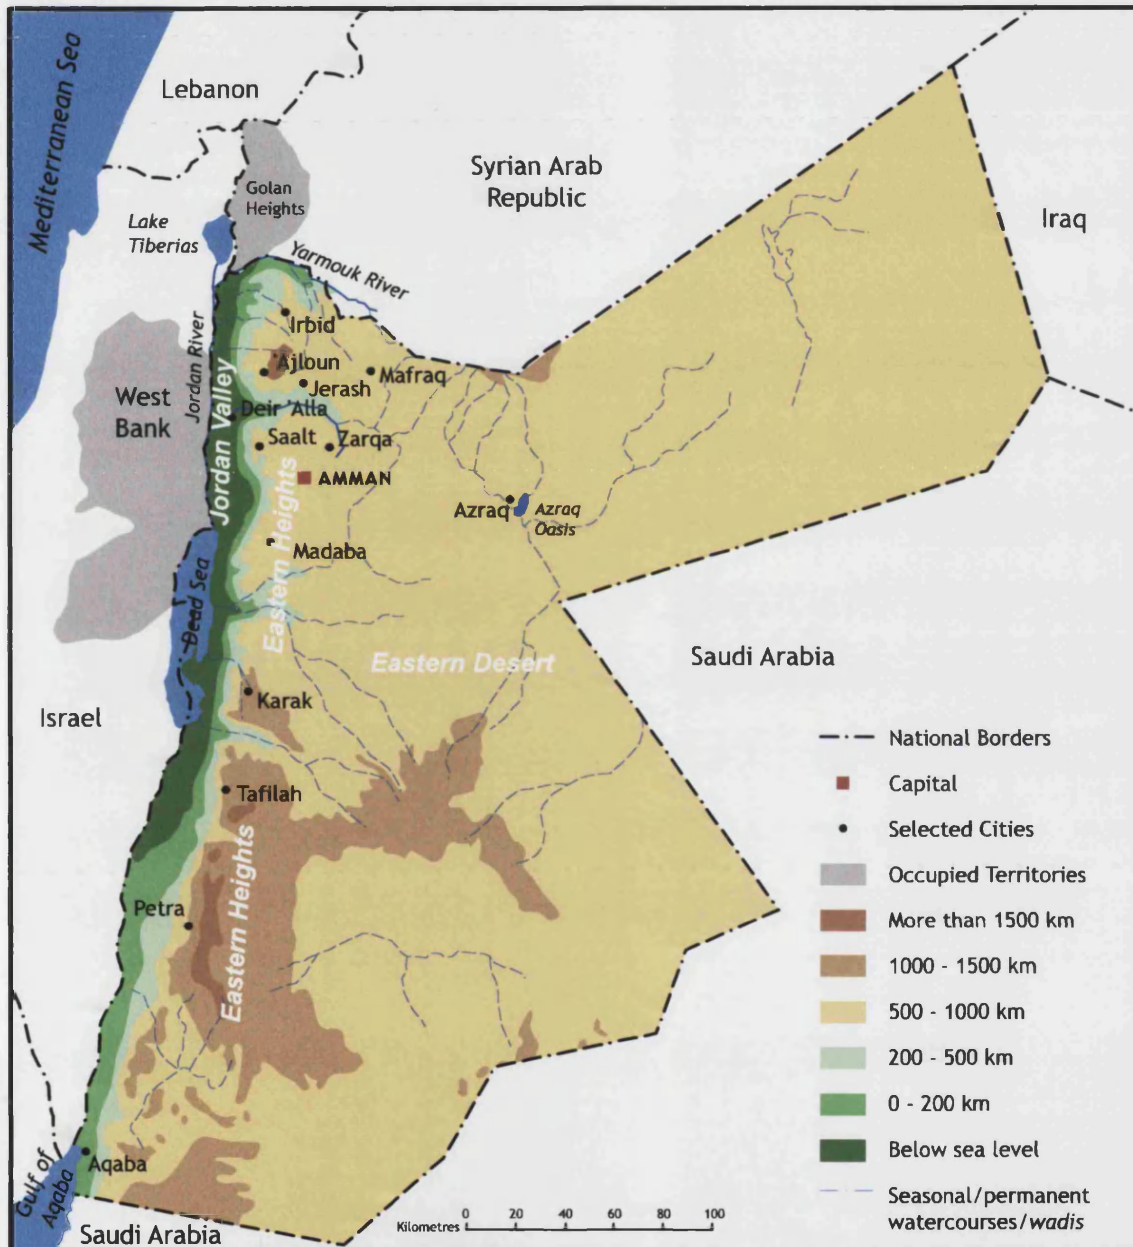 Mediterranean Sea
Lebanon
Syrian Arab
Republic
Iraq
Golan
Heights
Lake
Tiberias
Yarmouk River
Jordan River
Irbid
Ajloun
Mafraq
Jerash
West
Bank
Jordan Valley
Deir 'Alla
Saalt
Zarqa
AMMAN
Azraq
Azraq
Oasis
Eastern Heights
Madaba
Dead Sea
Eastern Desert
Saudi Arabia
Karak
Israel
Tafilah
Petra
Eastern Heights
Aqaba
Gulf of
Aqaba
Saudi Arabia
National Borders
Capital
Selected Cities
Occupied Territories
More than 1500 km
1000 - 1500 km
500 - 1000 km
200 - 500 km
0 - 200 km
Below sea level
Seasonal/permanent
watercourses/wadis
Kilometres 0 20 40 60 80 100